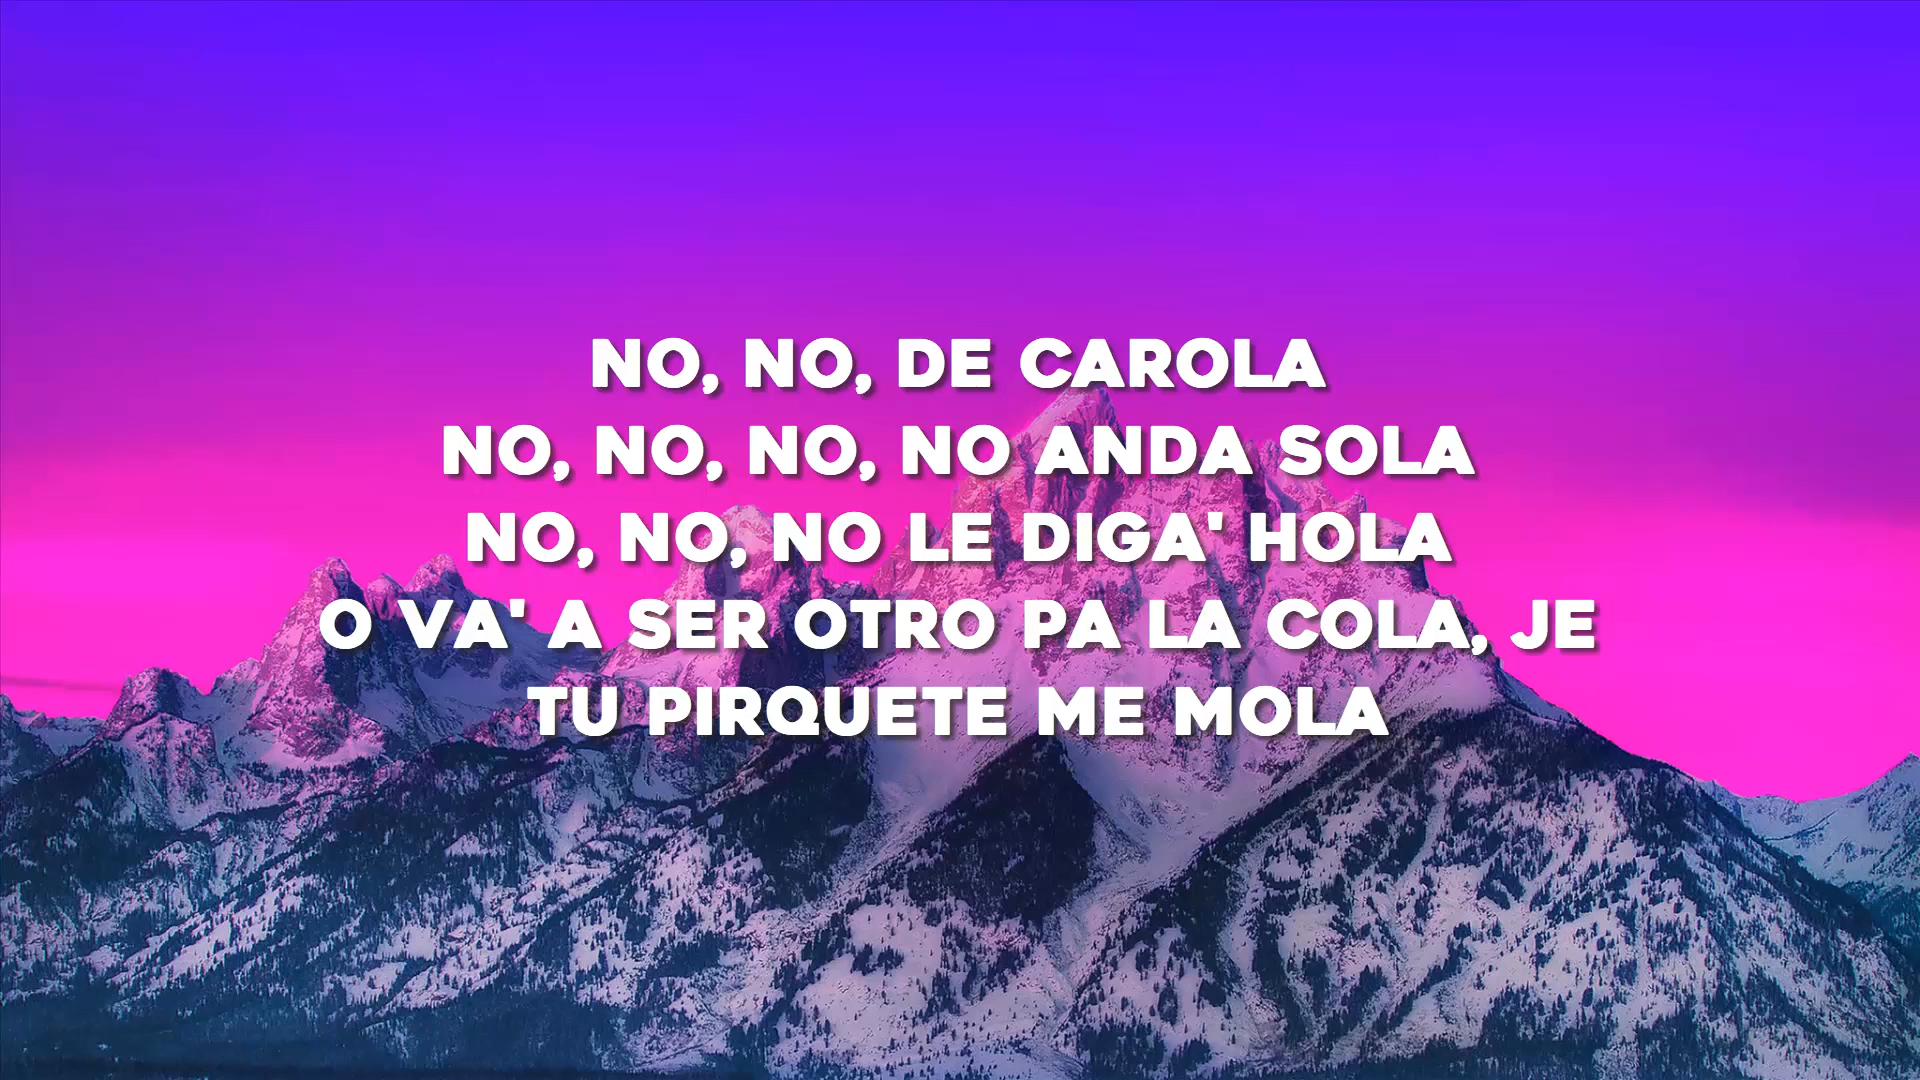 NO, NO, DE CAROLA
NO, NO, NO, NO ANDA SOLA
NO, NO, NO LE DIGA' HOLA
O VA' A SER OTRO PA LA COLA, JE
TU PIRQUETE ME MOLA